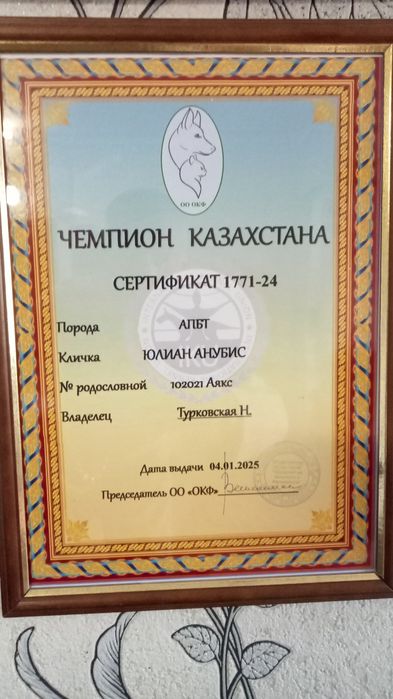 ОО ОКФ
ЧЕМПИОН КАЗАХСТАНА
СЕРТИФИКАТ 1771-24
Порода АПБТ
Кличка ЮЛИАН АНУБИС
№ родословной 102021 Аякс
Владелец Турковская Н.
Дата выдачи 04.01.2025
Председатель ОО «ОКФ»